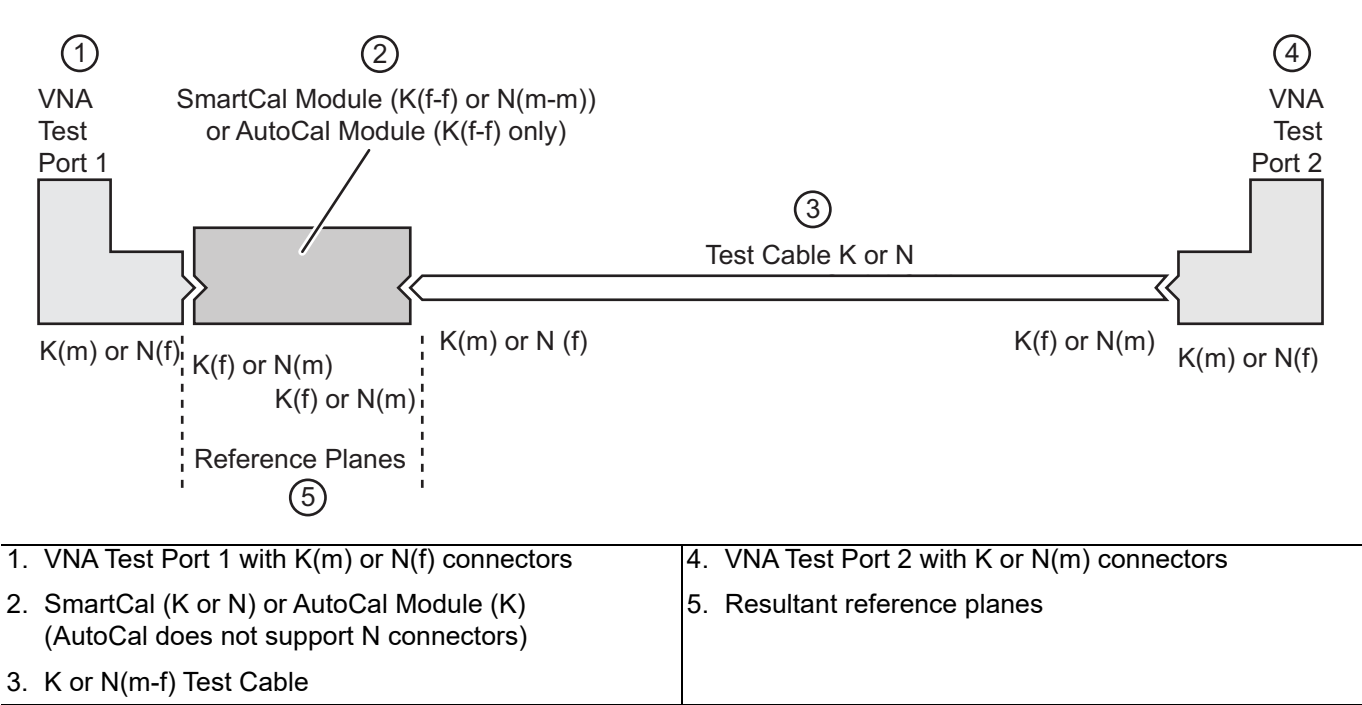 1
VNA
Test
Port 1
2
SmartCal Module (K(f-f) or N(m-m))
or AutoCal Module (K(f-f) only)
3
Test Cable K or N
4
VNA
Test
Port 2
K(m) or N(f)
K(f) or N(m)
K(f) or N(m)
K(m) or N (f)
K(f) or N(m)
K(m) or N(f)
Reference Planes
5
1. VNA Test Port 1 with K(m) or N(f) connectors
2. SmartCal (K or N) or AutoCal Module (K)
(AutoCal does not support N connectors)
3. K or N(m-f) Test Cable
4. VNA Test Port 2 with K or N(m) connectors
5. Resultant reference planes